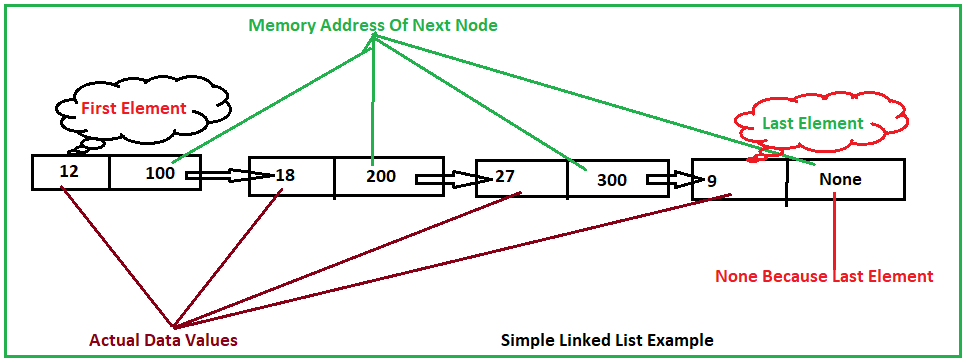 Memory Address Of Next Node
First Element
Last Element
12 100 18 200 27 300 9 None
None Because Last Element
Actual Data Values
Simple Linked List Example